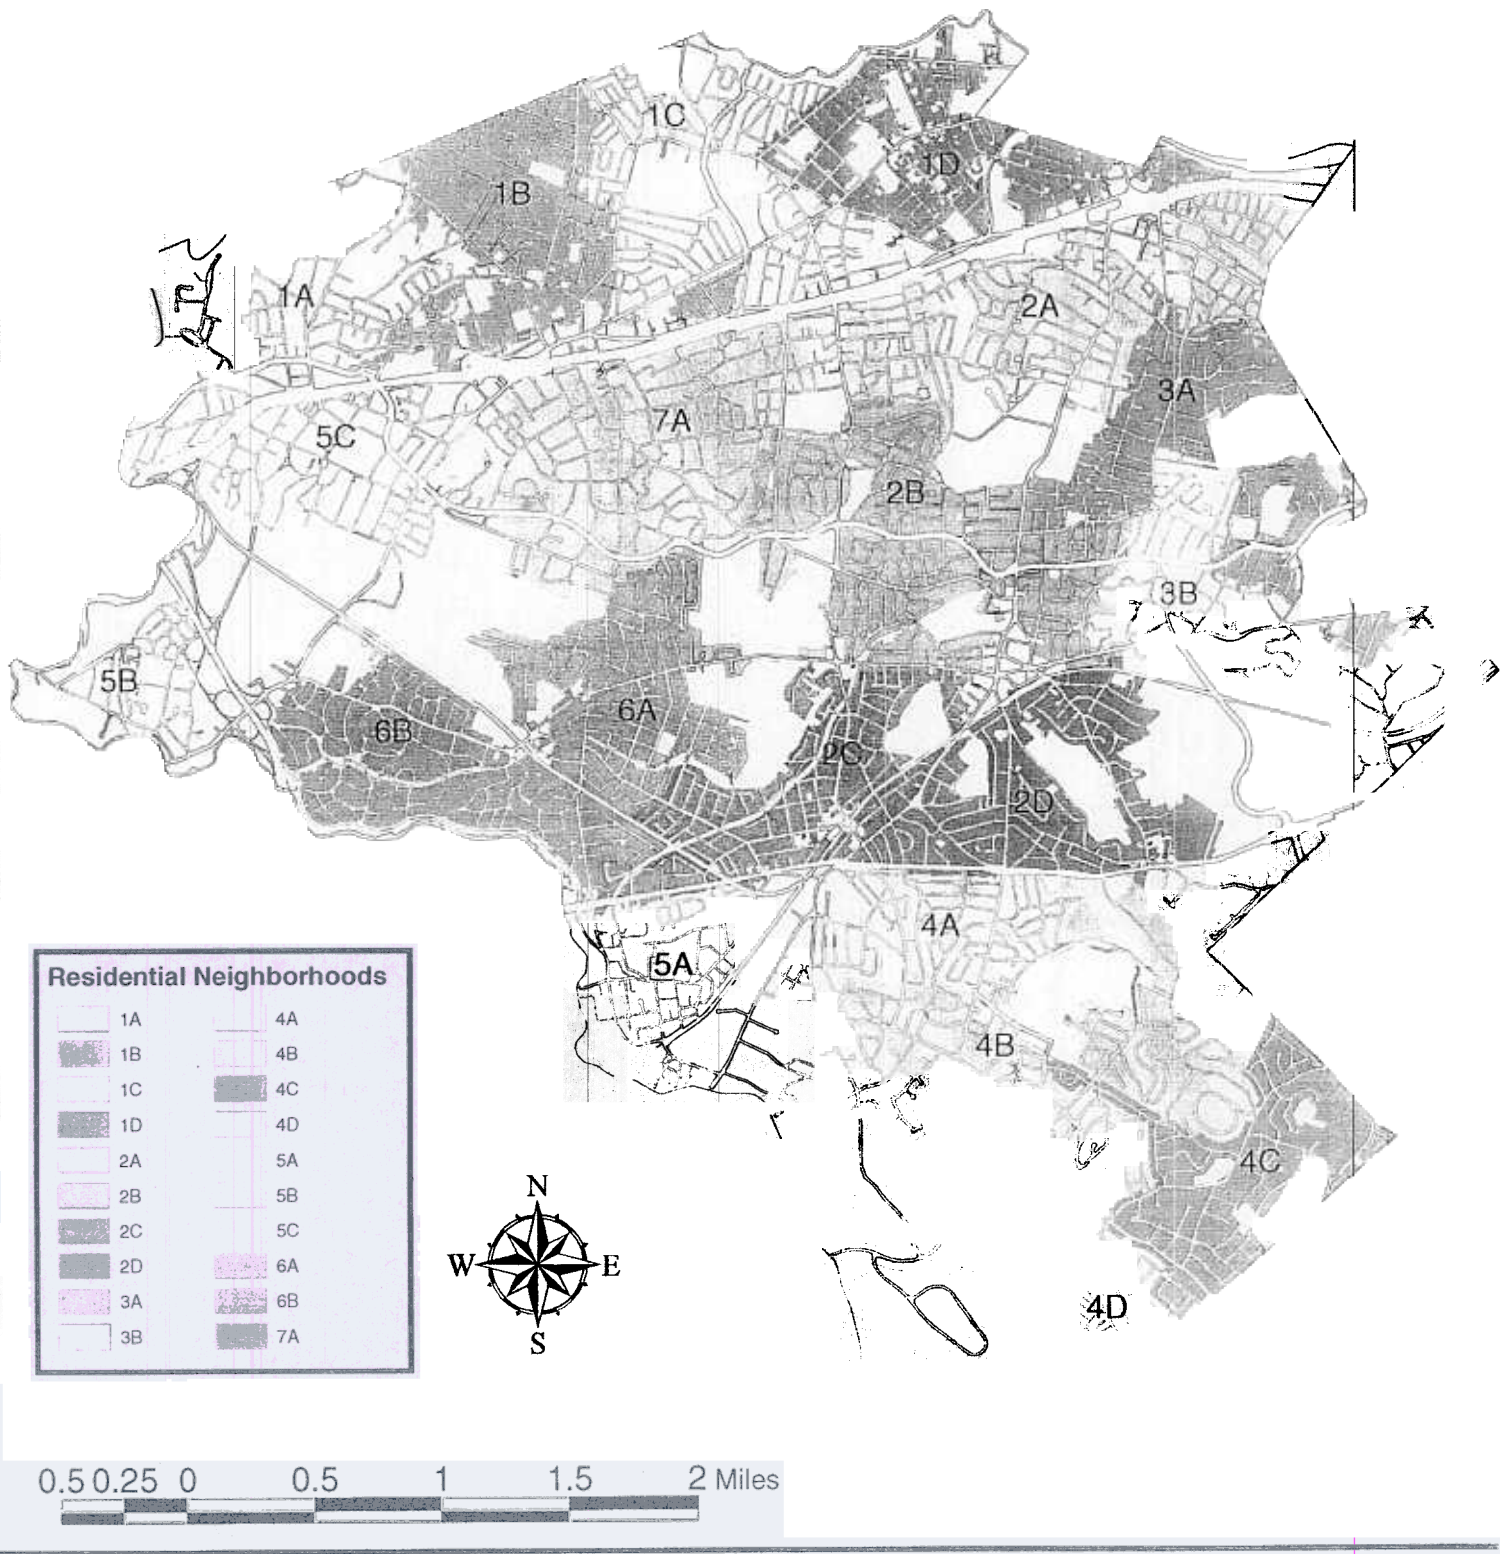 1C
1D
1B
1A
2A
3A
7A
5C
2B
3B
5B
6A
6B
2C
2D
4A
5A
4B
4C
4D
Residential Neighborhoods
1A 4A
1B 4B
1C 4C
1D 4D
2A 5A
2B 5B
2C 5C
2D 6A
3A 6B
3B 7A
N
W E
S
0.5 0.25 0 0.5 1 1.5 2 Miles